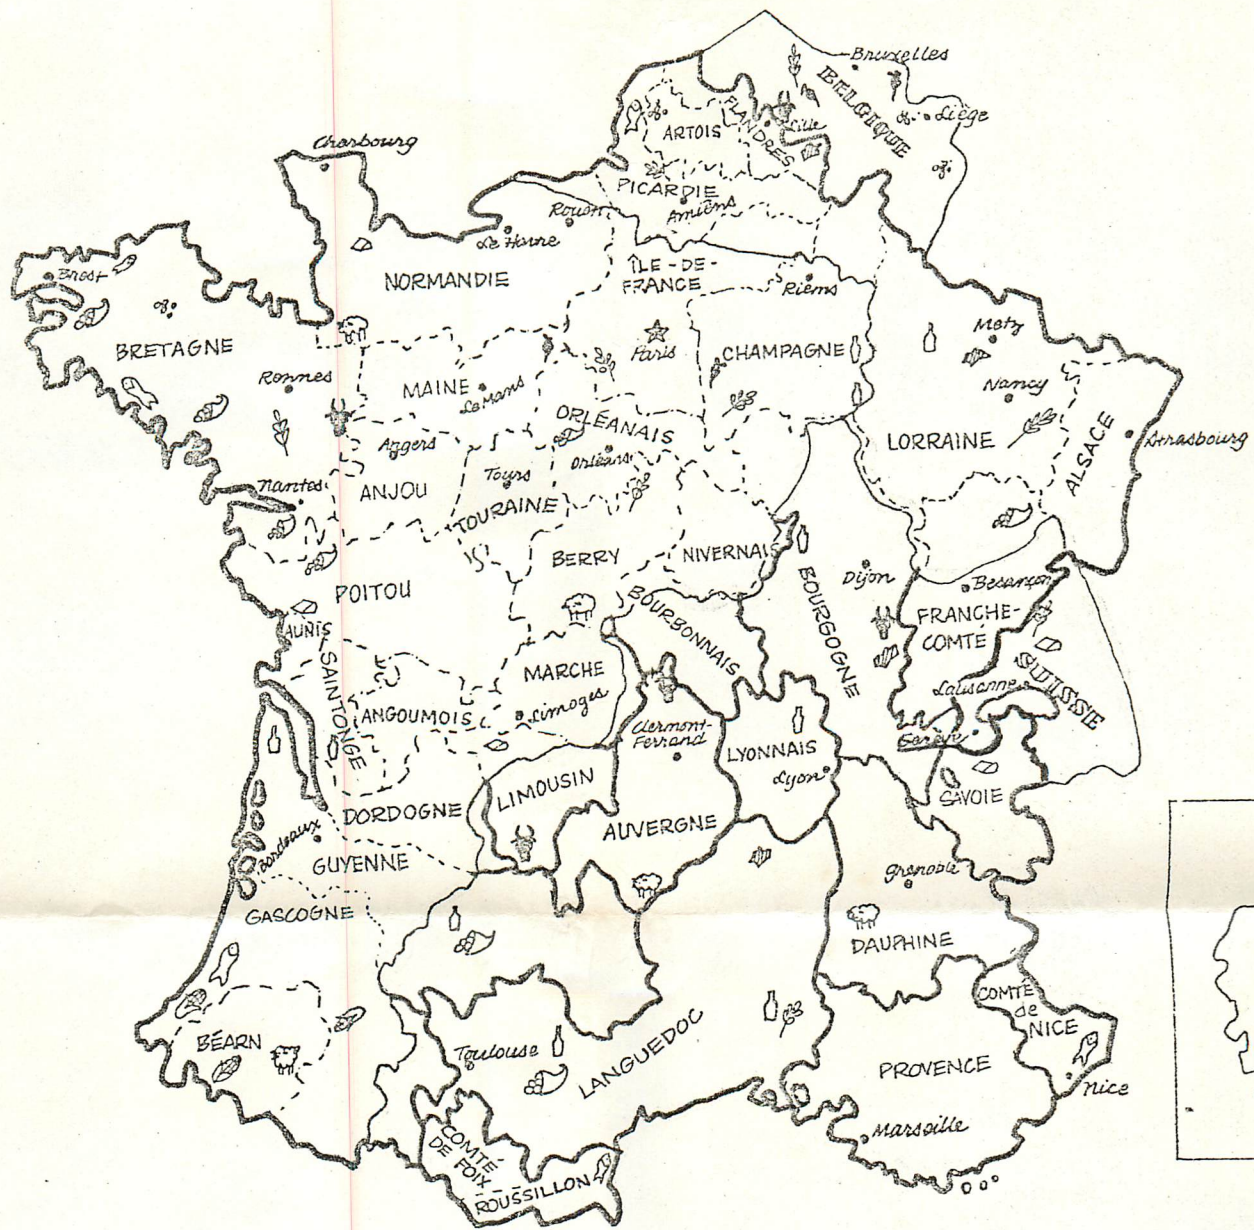 Bruxelles
BELGIQUE
Liège
FLANDRES
Lille
ARTOIS
Charbourg
PICARDIE
Amiens
Rouen
Le Havre
ÎLE-DE-
FRANCE
Riems
Brest
NORMANDIE
Metz
BRETAGNE
Paris
CHAMPAGNE
Rennes
MAINE
Le Mans
Nancy
ORLÉANAIS
LORRAINE
ALSACE
Strasbourg
Aggers
Orléans
Nantes
ANJOU
Tours
TOURAINE
BERRY
NIVERNAIS
POITOU
BOURGOGNE
Dijon
Besançon
BOURBONNAIS
FRANCHE-
COMTÉ
AUNIS
SAINTONGE
MARCHE
SUISSE
Lausanne
ANGOUMOIS
Limoges
Clermont-
Ferrand
LYONNAIS
Lyon
Genève
SAVOIE
LIMOUSIN
DORDOGNE
AUVERGNE
Bordeaux
GUYENNE
Grenoble
GASCOGNE
DAUPHINE
COMTÉ
de
NICE
BÉARN
Toulouse
LANGUEDOC
PROVENCE
Nice
Marseille
COMTÉ
DE FOIX
ROUSSILLON